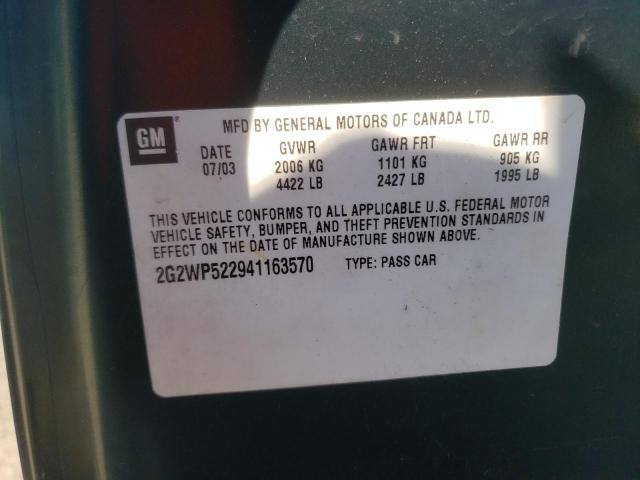 GM ®
MFD BY GENERAL MOTORS OF CANADA LTD.
DATE GVWR GAWR FRT GAWR RR
07/03 2006 KG 1101 KG 905 KG
4422 LB 2427 LB 1995 LB
THIS VEHICLE CONFORMS TO ALL APPLICABLE U.S. FEDERAL MOTOR
VEHICLE SAFETY, BUMPER, AND THEFT PREVENTION STANDARDS IN
EFFECT ON THE DATE OF MANUFACTURE SHOWN ABOVE.
2G2WP522941163570 TYPE: PASS CAR